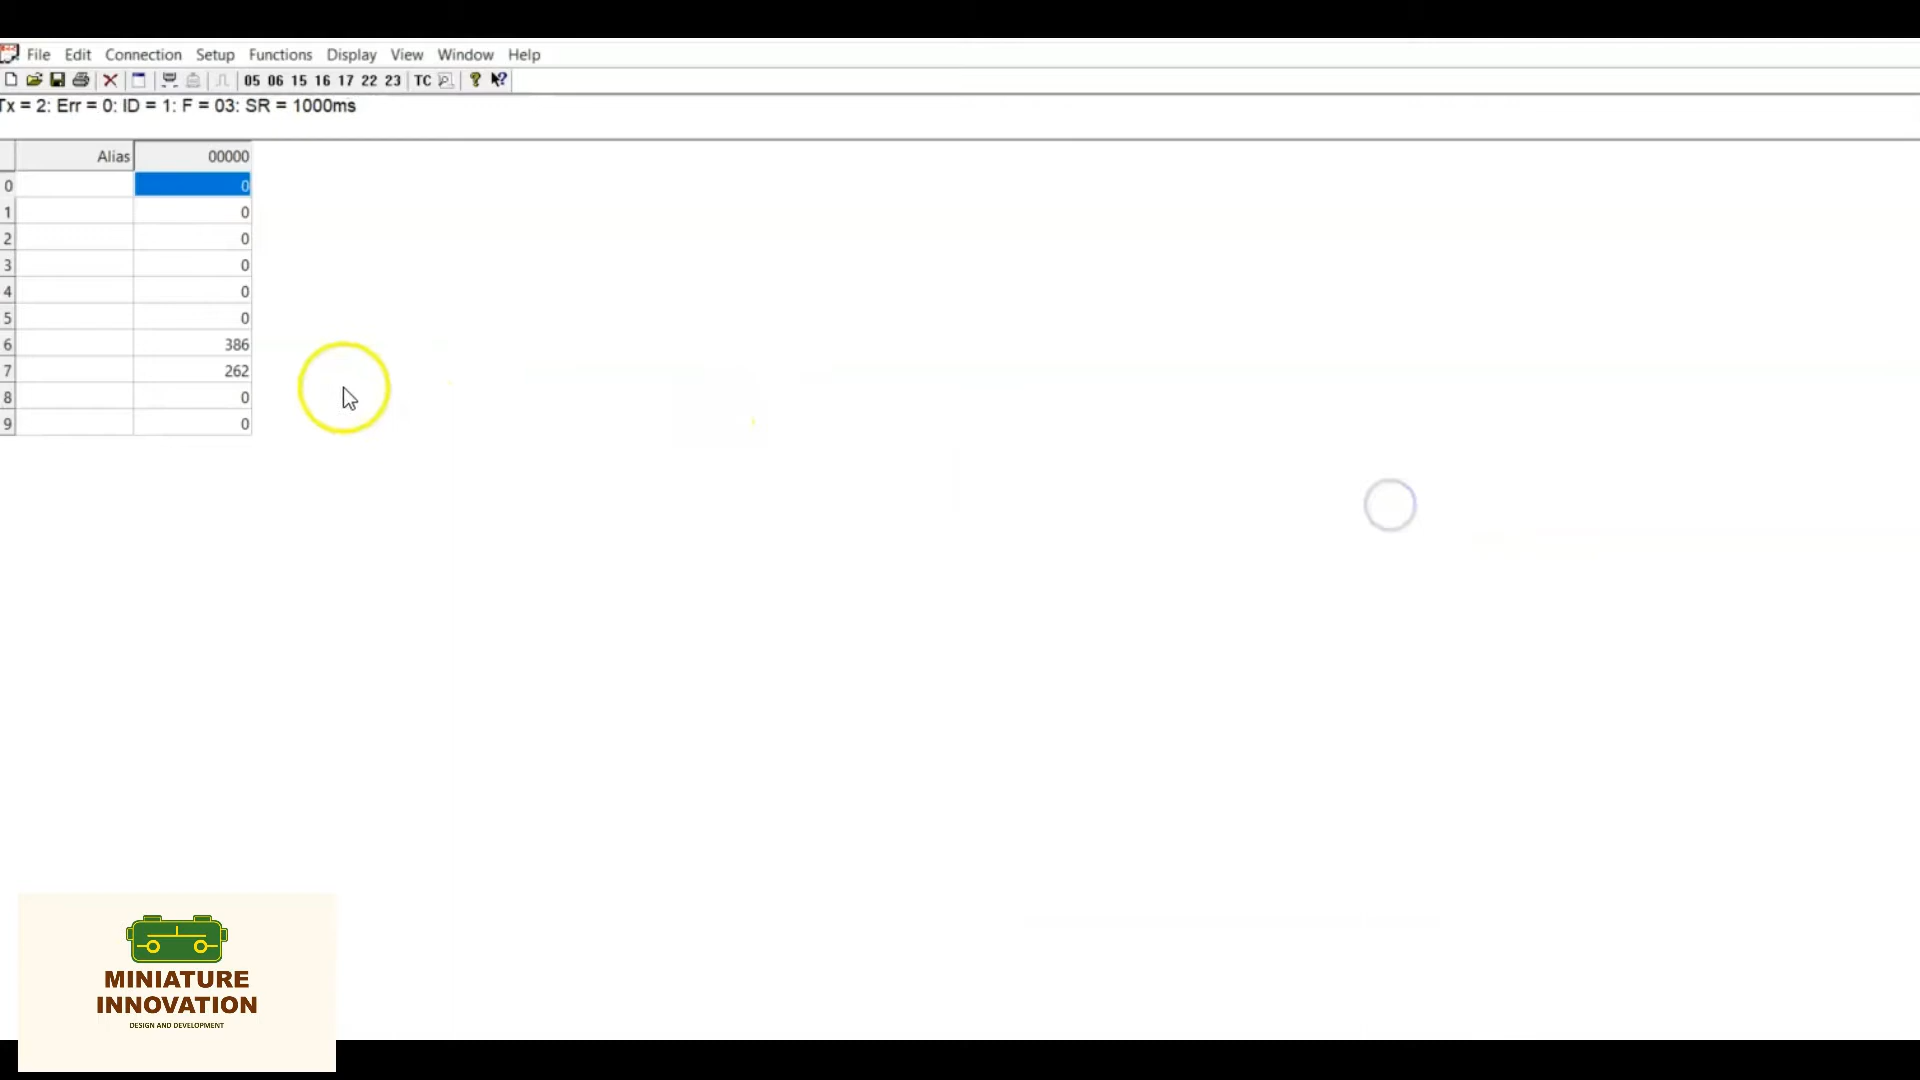 File Edit Connection Setup Functions Display View Window Help
05 06 15 16 17 22 23 TC
Tx = 2: Err = 0: ID = 1: F = 03: SR = 1000ms
Alias 00000
0 0
1 0
2 0
3 0
4 0
5 0
6 386
7 262
8 0
9 0
MINIATURE
INNOVATION
DESIGN AND DEVELOPMENT